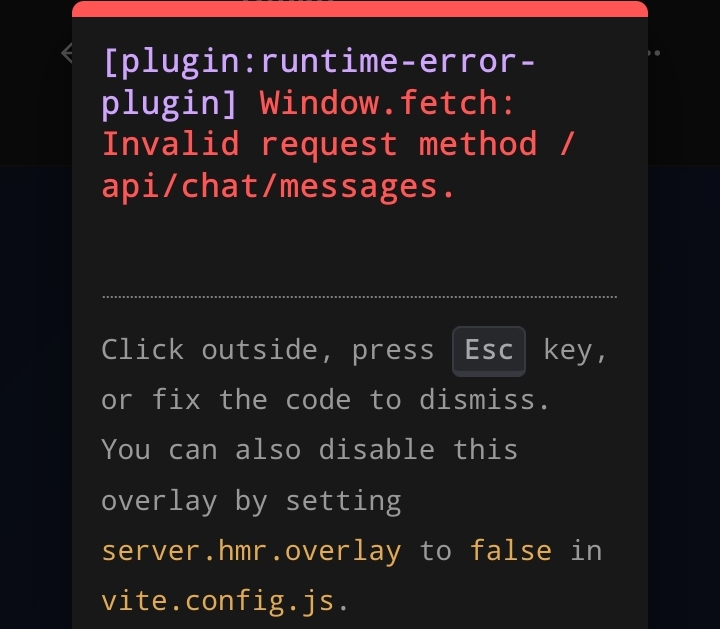 [plugin:runtime-error-
plugin] Window.fetch:
Invalid request method /
api/chat/messages.
Click outside, press Esc key,
or fix the code to dismiss.
You can also disable this
overlay by setting
server.hmr.overlay to false in
vite.config.js.